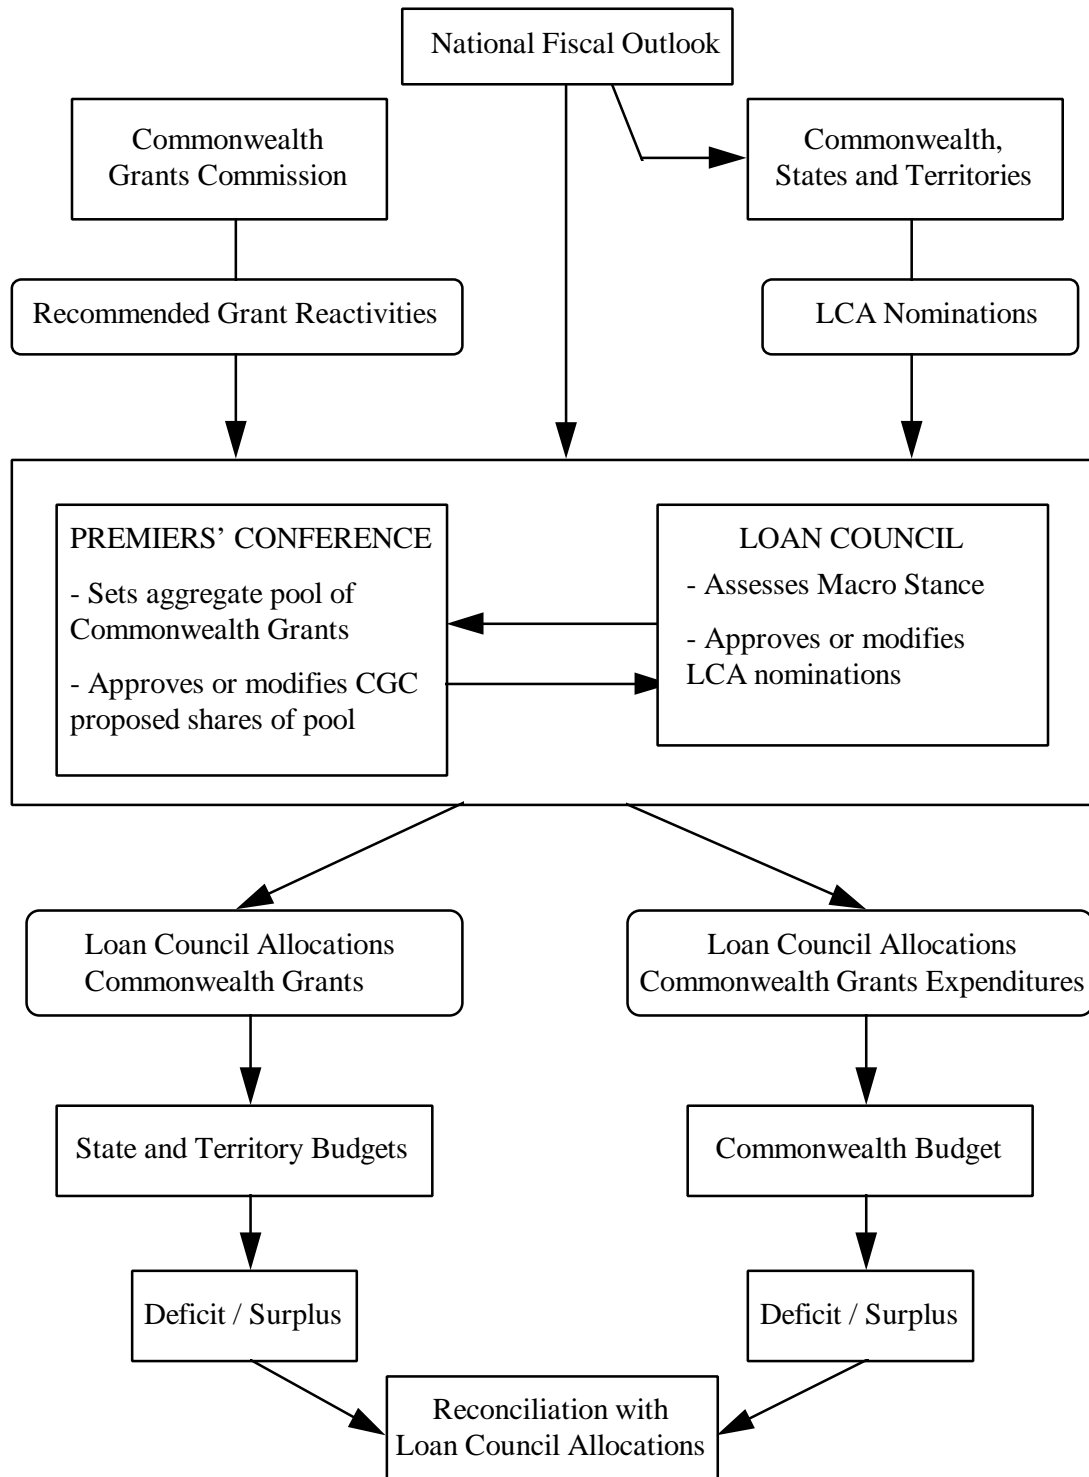 National Fiscal Outlook
Commonwealth
Grants Commission
Commonwealth,
States and Territories
Recommended Grant Reactivities
LCA Nominations
PREMIERS’ CONFERENCE
- Sets aggregate pool of
Commonwealth Grants
- Approves or modifies CGC
proposed shares of pool
LOAN COUNCIL
- Assesses Macro Stance
- Approves or modifies
LCA nominations
Loan Council Allocations
Commonwealth Grants
Loan Council Allocations
Commonwealth Grants Expenditures
State and Territory Budgets
Commonwealth Budget
Deficit / Surplus
Deficit / Surplus
Reconciliation with
Loan Council Allocations